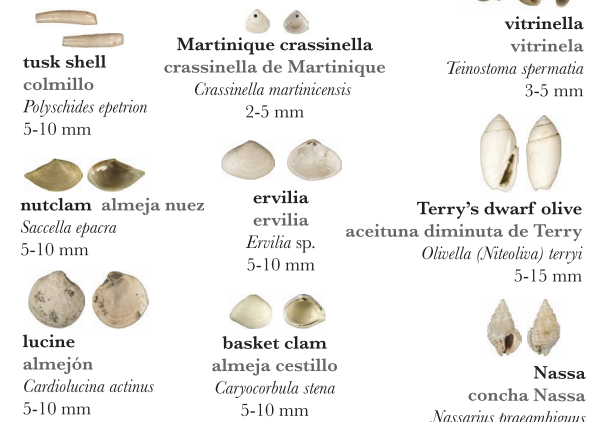 tusk shell
colmillo
Polyschides epetrion
5-10 mm
Martinique crassinella
crassinella de Martinique
Crassinella martinicensis
2-5 mm
vitrinella
vitrinela
Teinostoma spermatia
3-5 mm
nutclam almeja nuez
Saccella epacra
5-10 mm
ervilia
ervilia
Ervilia sp.
5-10 mm
Terry's dwarf olive
aceituna diminuta de Terry
Olivella (Niteoliva) terryi
5-15 mm
lucine
almejón
Cardiolucina actinus
5-10 mm
basket clam
almeja cestillo
Caryocorbula stena
5-10 mm
Nassa
concha Nassa
Nassarius praeambiguus